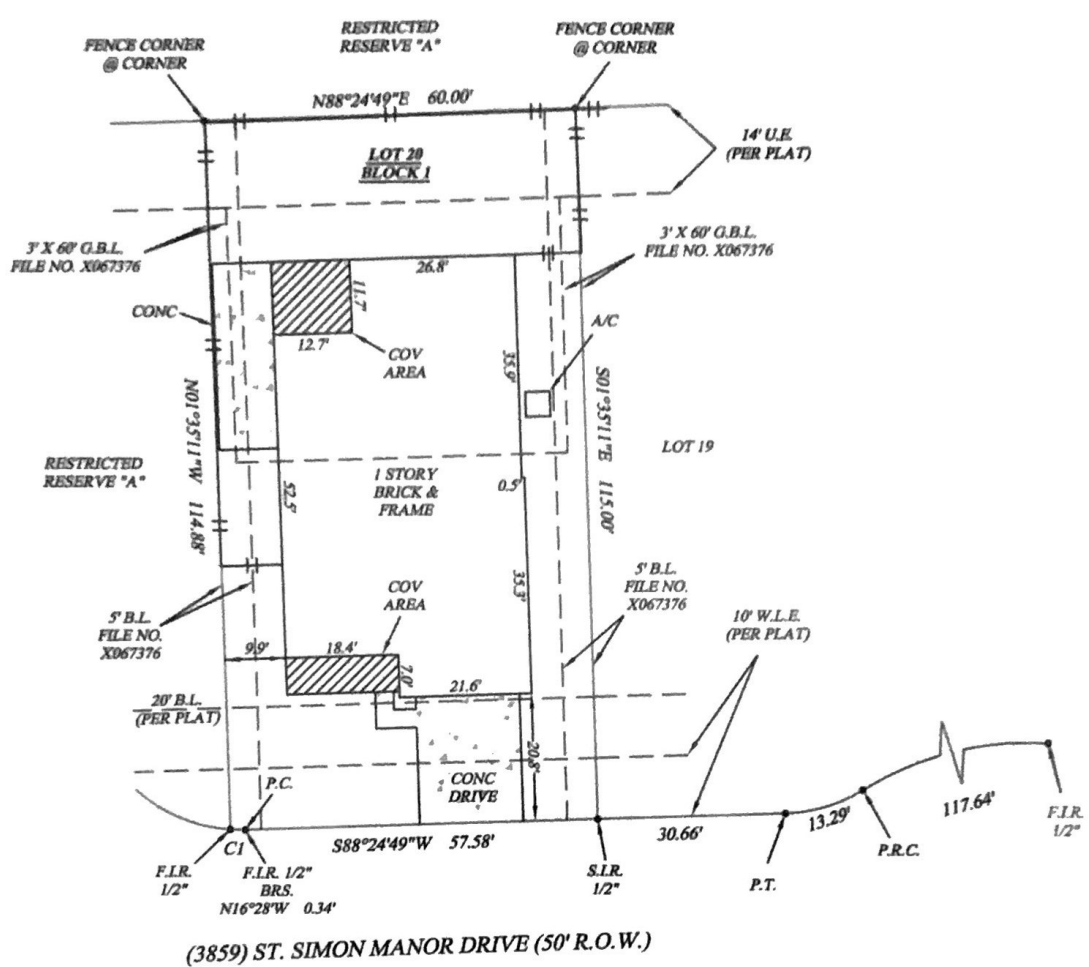 RESTRICTED
RESERVE "A"
FENCE CORNER
@ CORNER
FENCE CORNER
@ CORNER
N88°24'49"E 60.00'
14' U.E.
(PER PLAT)
LOT 20
BLOCK 1
3' X 60' G.B.L.
FILE NO. X067376
3' X 60' G.B.L.
FILE NO. X067376
26.8'
11.7'
CONC
12.7'
COV
AREA
A/C
35.9'
N01°35'11"W 114.88'
S01°35'11"E 115.00'
LOT 19
RESTRICTED
RESERVE "A"
1 STORY
BRICK &
FRAME
52.5'
0.5'
35.3'
COV
AREA
5' B.L.
FILE NO.
X067376
5' B.L.
FILE NO.
X067376
10' W.L.E.
(PER PLAT)
9.9'
18.4'
7.0'
21.6'
20' B.L.
(PER PLAT)
20.8'
P.C.
CONC
DRIVE
117.64'
F.I.R.
1/2"
13.29'
30.66'
P.R.C.
P.T.
S88°24'49"W 57.58'
S.I.R.
1/2"
C1
F.I.R.
1/2"
F.I.R. 1/2"
BRS.
N16°28'W 0.34'
(3859) ST. SIMON MANOR DRIVE (50' R.O.W.)